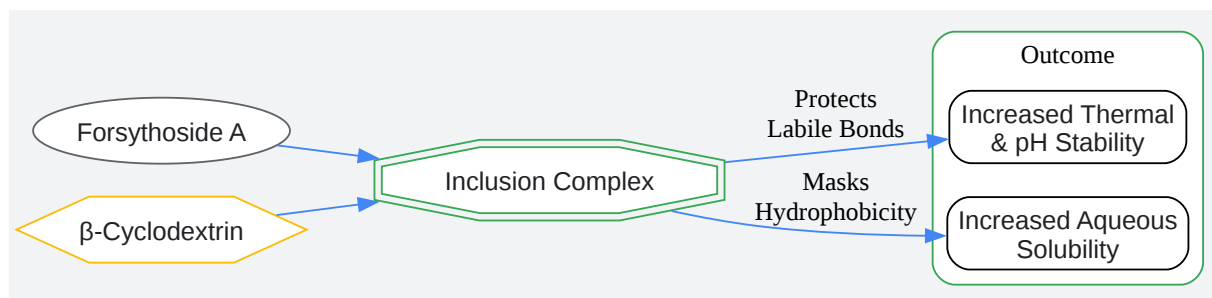 Forsythoside A
β-Cyclodextrin
Inclusion Complex
Protects
Labile Bonds
Masks
Hydrophobicity
Outcome
Increased Thermal
& pH Stability
Increased Aqueous
Solubility